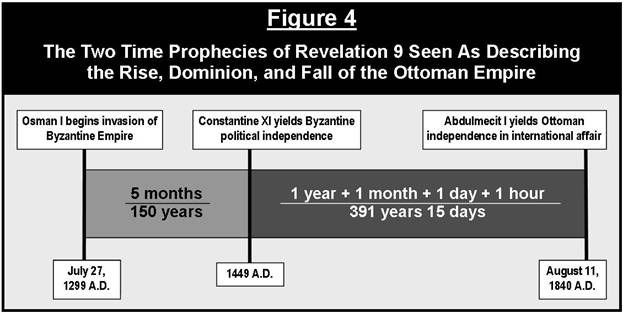 Figure 4
The Two Time Prophecies of Revelation 9 Seen As Describing
the Rise, Dominion, and Fall of the Ottoman Empire
Osman I begins invasion of
Byzantine Empire
Constantine XI yields Byzantine
political independence
Abdulmecit I yields Ottoman
independence in international affair
5 months
150 years
1 year + 1 month + 1 day + 1 hour
391 years 15 days
July 27,
1299 A.D.
1449 A.D.
August 11,
1840 A.D.